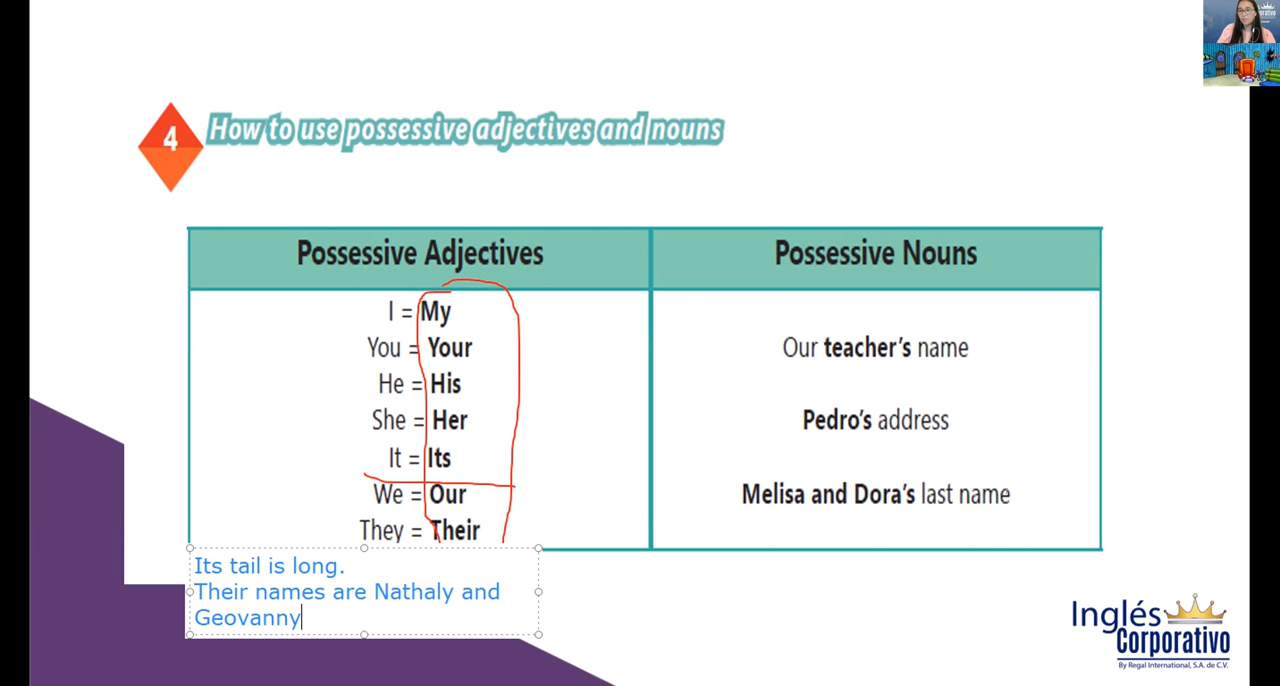 4
How to use possessive adjectives and nouns
Possessive Adjectives
I = My
You = Your
He = His
She = Her
It = Its
We = Our
They = Their
Possessive Nouns
Our teacher's name
Pedro's address
Melisa and Dora's last name
Its tail is long.
Their names are Nathaly and
Geovanny
Inglés
Corporativo
By Regal International, S.A. de C.V.